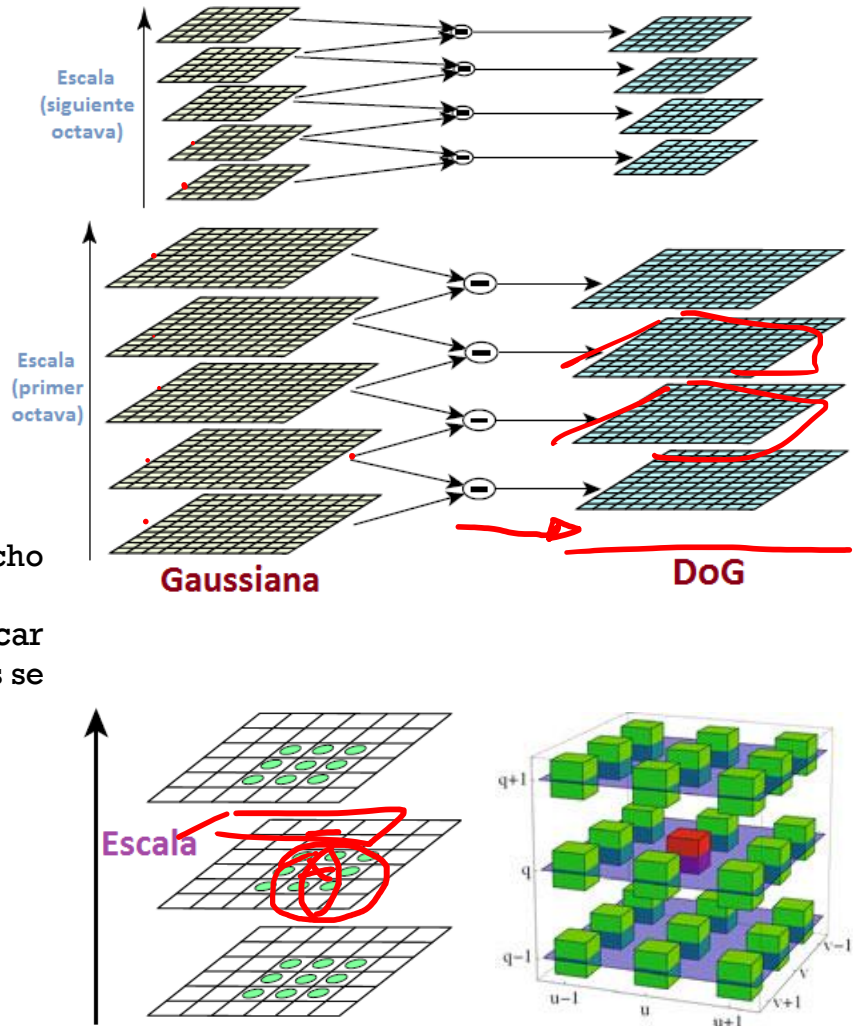 Escala
(siguiente
octava)
Escala
(primer
octava)
cho
Gaussiana
DoG
car
s se
Escala
q+1
q
q-1
u-1
u
u+1
v+1
v
v-1